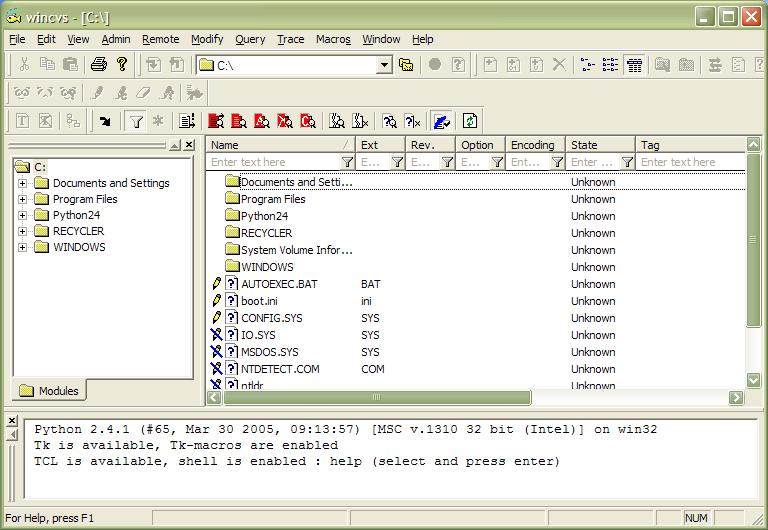 wincvs - [C:\]
File Edit View Admin Remote Modify Query Trace Macros Window Help
C:\
Name Ext Rev. Option Encoding State Tag
Enter text here E... E... E... Ent... Enter ... Enter text here
C:
Documents and Settings
Program Files
Python24
RECYCLER
WINDOWS
Documents and Setti... Unknown
Program Files Unknown
Python24 Unknown
RECYCLER Unknown
System Volume Infor... Unknown
WINDOWS Unknown
AUTOEXEC.BAT BAT Unknown
boot.ini ini Unknown
CONFIG.SYS SYS Unknown
IO.SYS SYS Unknown
MSDOS.SYS SYS Unknown
NTDETECT.COM COM Unknown
ntldr Unknown
Modules
Python 2.4.1 (#65, Mar 30 2005, 09:13:57) [MSC v.1310 32 bit (Intel)] on win32
Tk is available, Tk-macros are enabled
TCL is available, shell is enabled : help (select and press enter)
For Help, press F1 NUM